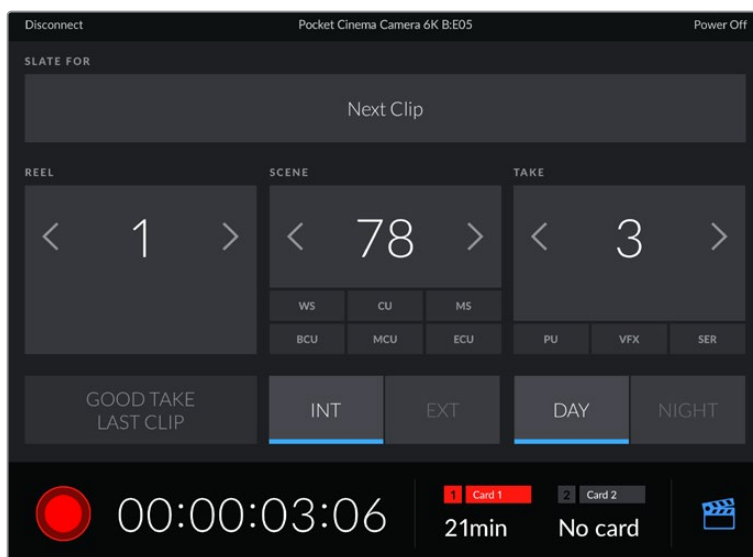 Disconnect Pocket Cinema Camera 6K B:E05 Power Off
SLATE FOR
Next Clip
REEL SCENE TAKE
1 78 3
WS CU MS
BCU MCU ECU PU VFX SER
GOOD TAKE
LAST CLIP
INT EXT DAY NIGHT
00:00:03:06
1 Card 1 2 Card 2
21min No card